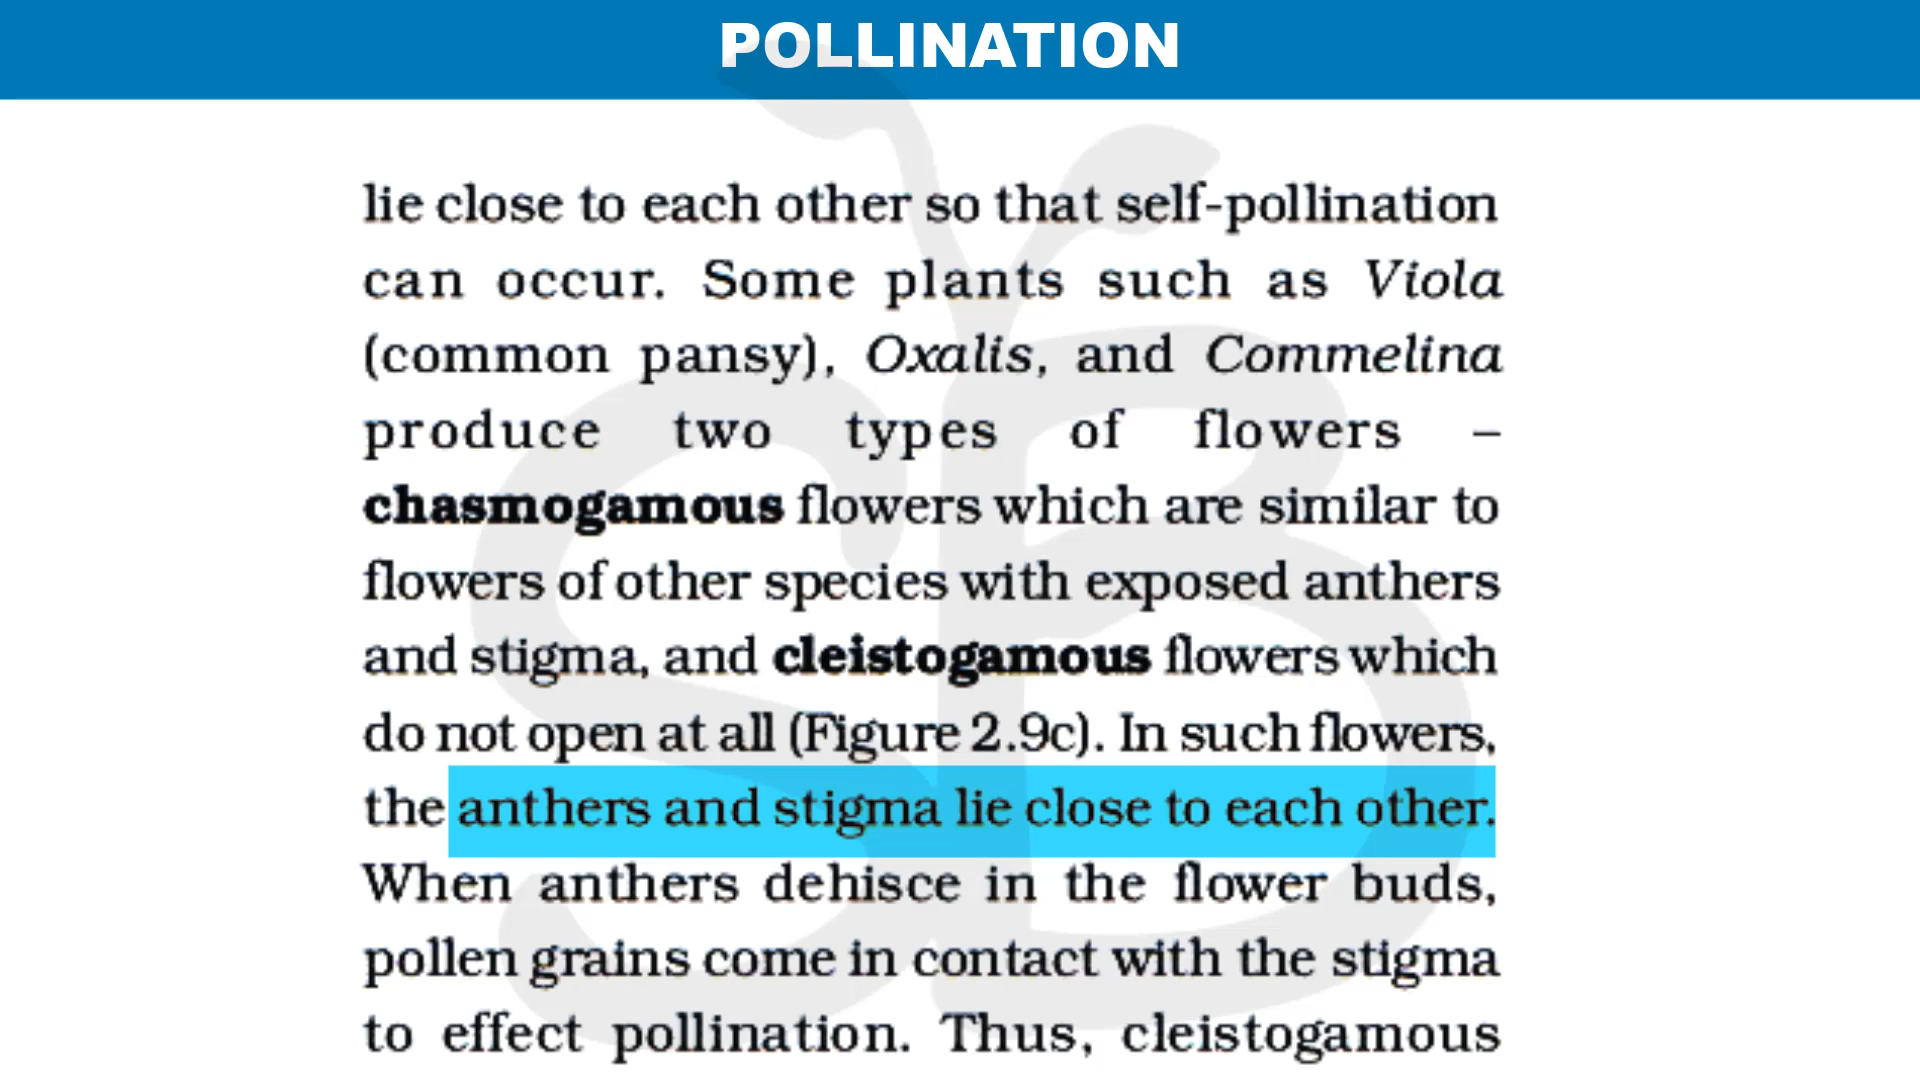 POLLINATION
lie close to each other so that self-pollination
can occur. Some plants such as Viola
(common pansy), Oxalis, and Commelina
produce two types of flowers –
chasmogamous flowers which are similar to
flowers of other species with exposed anthers
and stigma, and cleistogamous flowers which
do not open at all (Figure 2.9c). In such flowers,
the anthers and stigma lie close to each other.
When anthers dehisce in the flower buds,
pollen grains come in contact with the stigma
to effect pollination. Thus, cleistogamous
SB